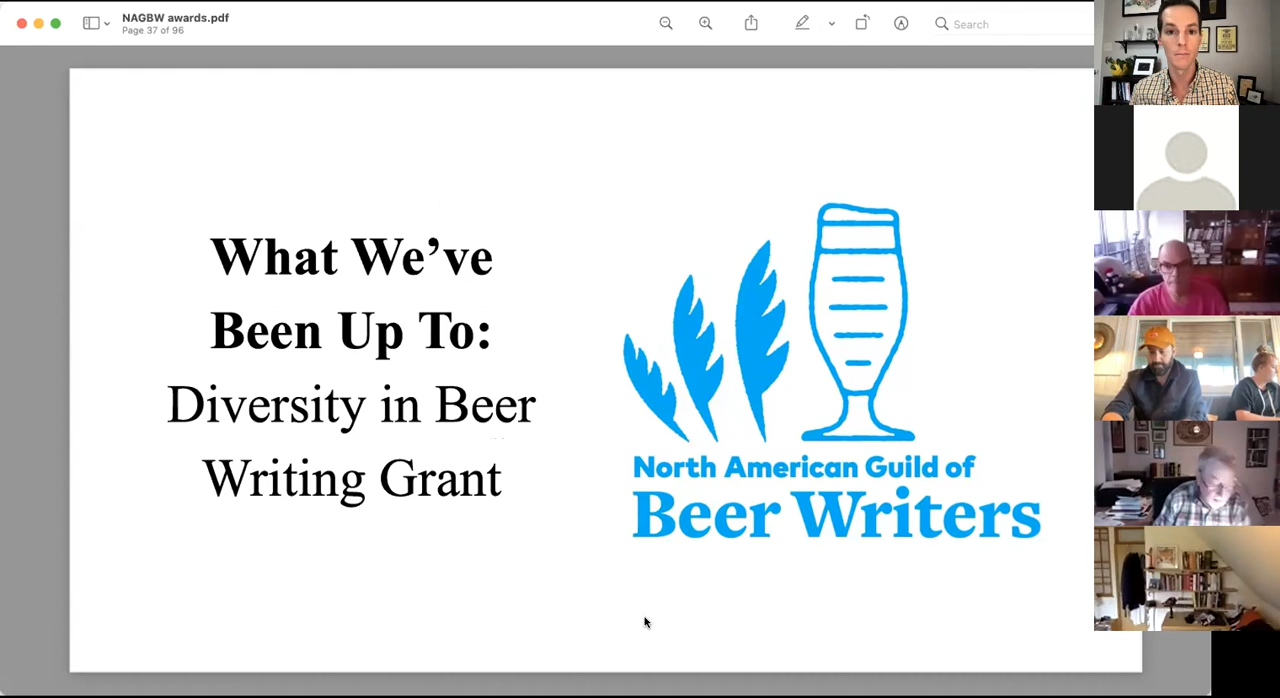 NAGBW awards.pdf
Page 37 of 96
Search
What We’ve
Been Up To:
Diversity in Beer
Writing Grant
North American Guild of
Beer Writers